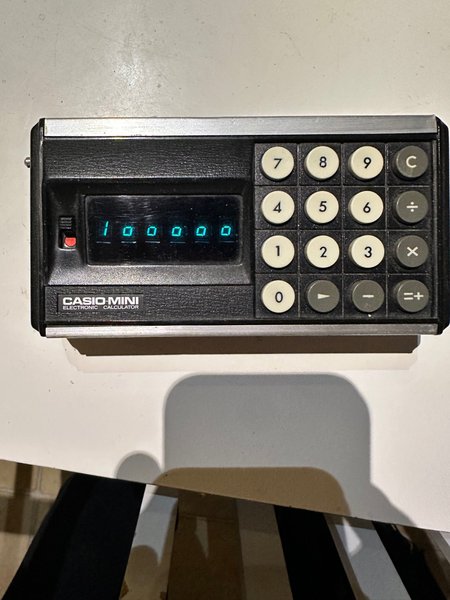 7 8 9 C
100000
4 5 6 ÷
1 2 3 ×
CASIO-MINI
ELECTRONIC CALCULATOR
0 ► − =+